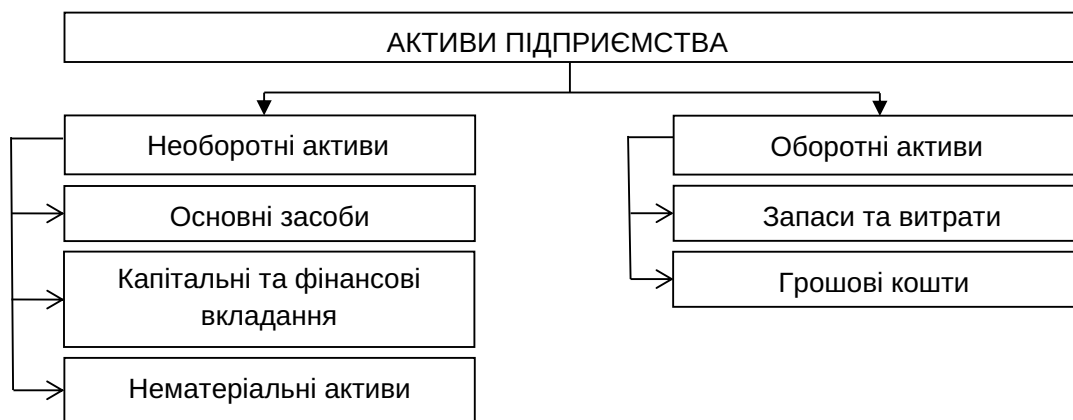 АКТИВИ ПІДПРИЄМСТВА
Необоротні активи
Основні засоби
Капітальні та фінансові
вкладання
Нематеріальні активи
Оборотні активи
Запаси та витрати
Грошові кошти